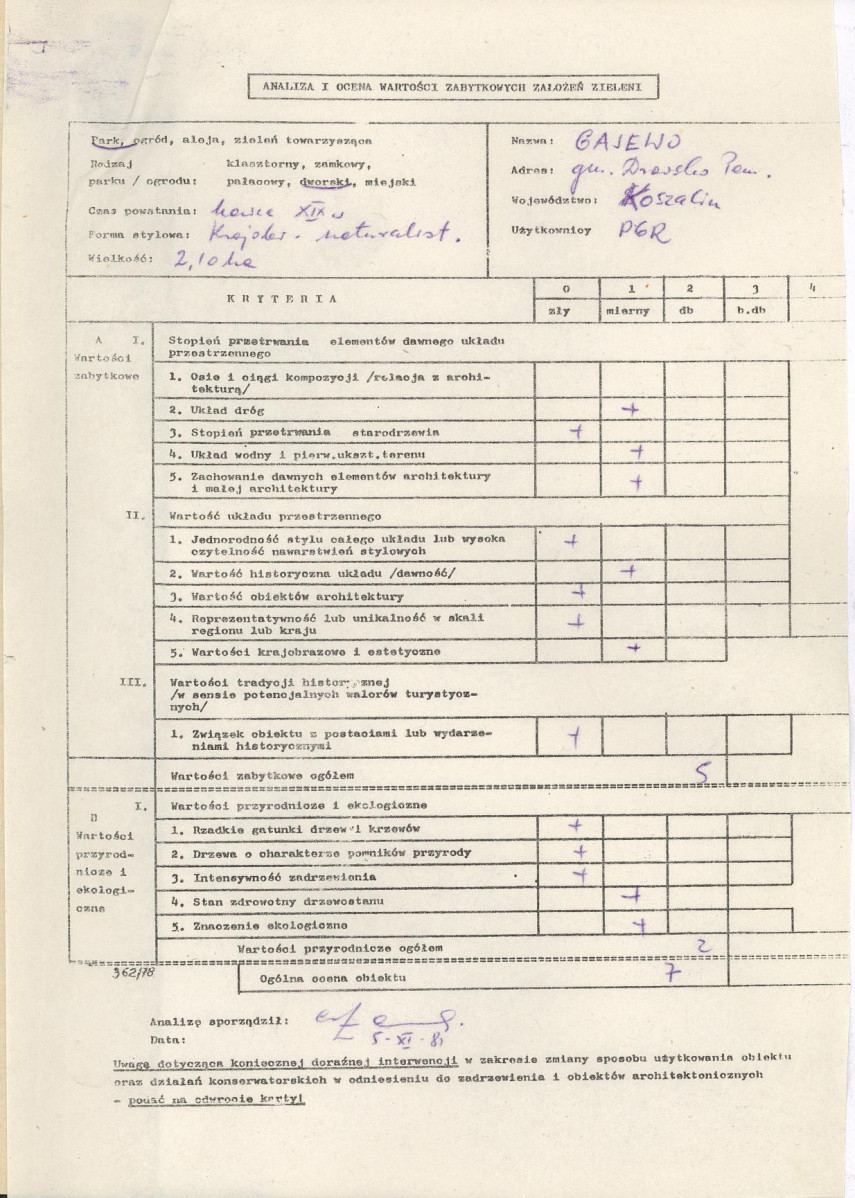 ANALIZA I OCENA WARTOŚCI ZABYTKOWYCH ZAŁOŻEŃ ZIELENI
Park, ogród, aleja, zieleń towarzysząca
Rodzaj klasztorny, zamkowy,
parku / ogrodu: pałacowy, dworski, miejski
Czas powstania: koniec XIX w
Forma stylowa: Krajobr. - naturalist.
Wielkość: 2,10 ha
Nazwa: GAJEWO
Adres: gm. Drawsko Pom.
Województwo: Koszalin
Użytkownicy PGR
KRYTERIA
0 1 2 3 4
zły mierny db b.db
A I. Stopień przetrwania elementów dawnego układu
Wartości przestrzennego
zabytkowe
1. Osie i ciągi kompozycji /relacja z archi-
tekturą/
2. Układ dróg +
3. Stopień przetrwania starodrzewia +
4. Układ wodny i pierw.ukszt.terenu +
5. Zachowanie dawnych elementów architektury
i małej architektury +
II. Wartość układu przestrzennego
1. Jednorodność stylu całego układu lub wysoka
czytelność nawarstwień stylowych +
2. Wartość historyczna układu /dawność/ +
3. Wartość obiektów architektury +
4. Reprezentatywność lub unikalność w skali
regionu lub kraju +
5. Wartości krajobrazowe i estetyczne +
III. Wartości tradycji historycznej
/w sensie potencjalnych walorów turystycz-
nych/
1. Związek obiektu z postaciami lub wydarze-
niami historycznymi +
Wartości zabytkowe ogółem 5
B I. Wartości przyrodnicze i ekologiczne
Wartości
przyrod-
nicze i
ekologi-
czne
1. Rzadkie gatunki drzew i krzewów +
2. Drzewa o charakterze pomników przyrody +
3. Intensywność zadrzewienia +
4. Stan zdrowotny drzewostanu +
5. Znaczenie ekologiczne +
Wartości przyrodnicze ogółem 2
362/78
Ogólna ocena obiektu 7
Analizę sporządził:
Data: 5-XI-81
Uwagę dotyczącą koniecznej doraźnej interwencji w zakresie zmiany sposobu użytkowania obiektu
oraz działań konserwatorskich w odniesieniu do zadrzewienia i obiektów architektonicznych
- podać na odwrocie karty!